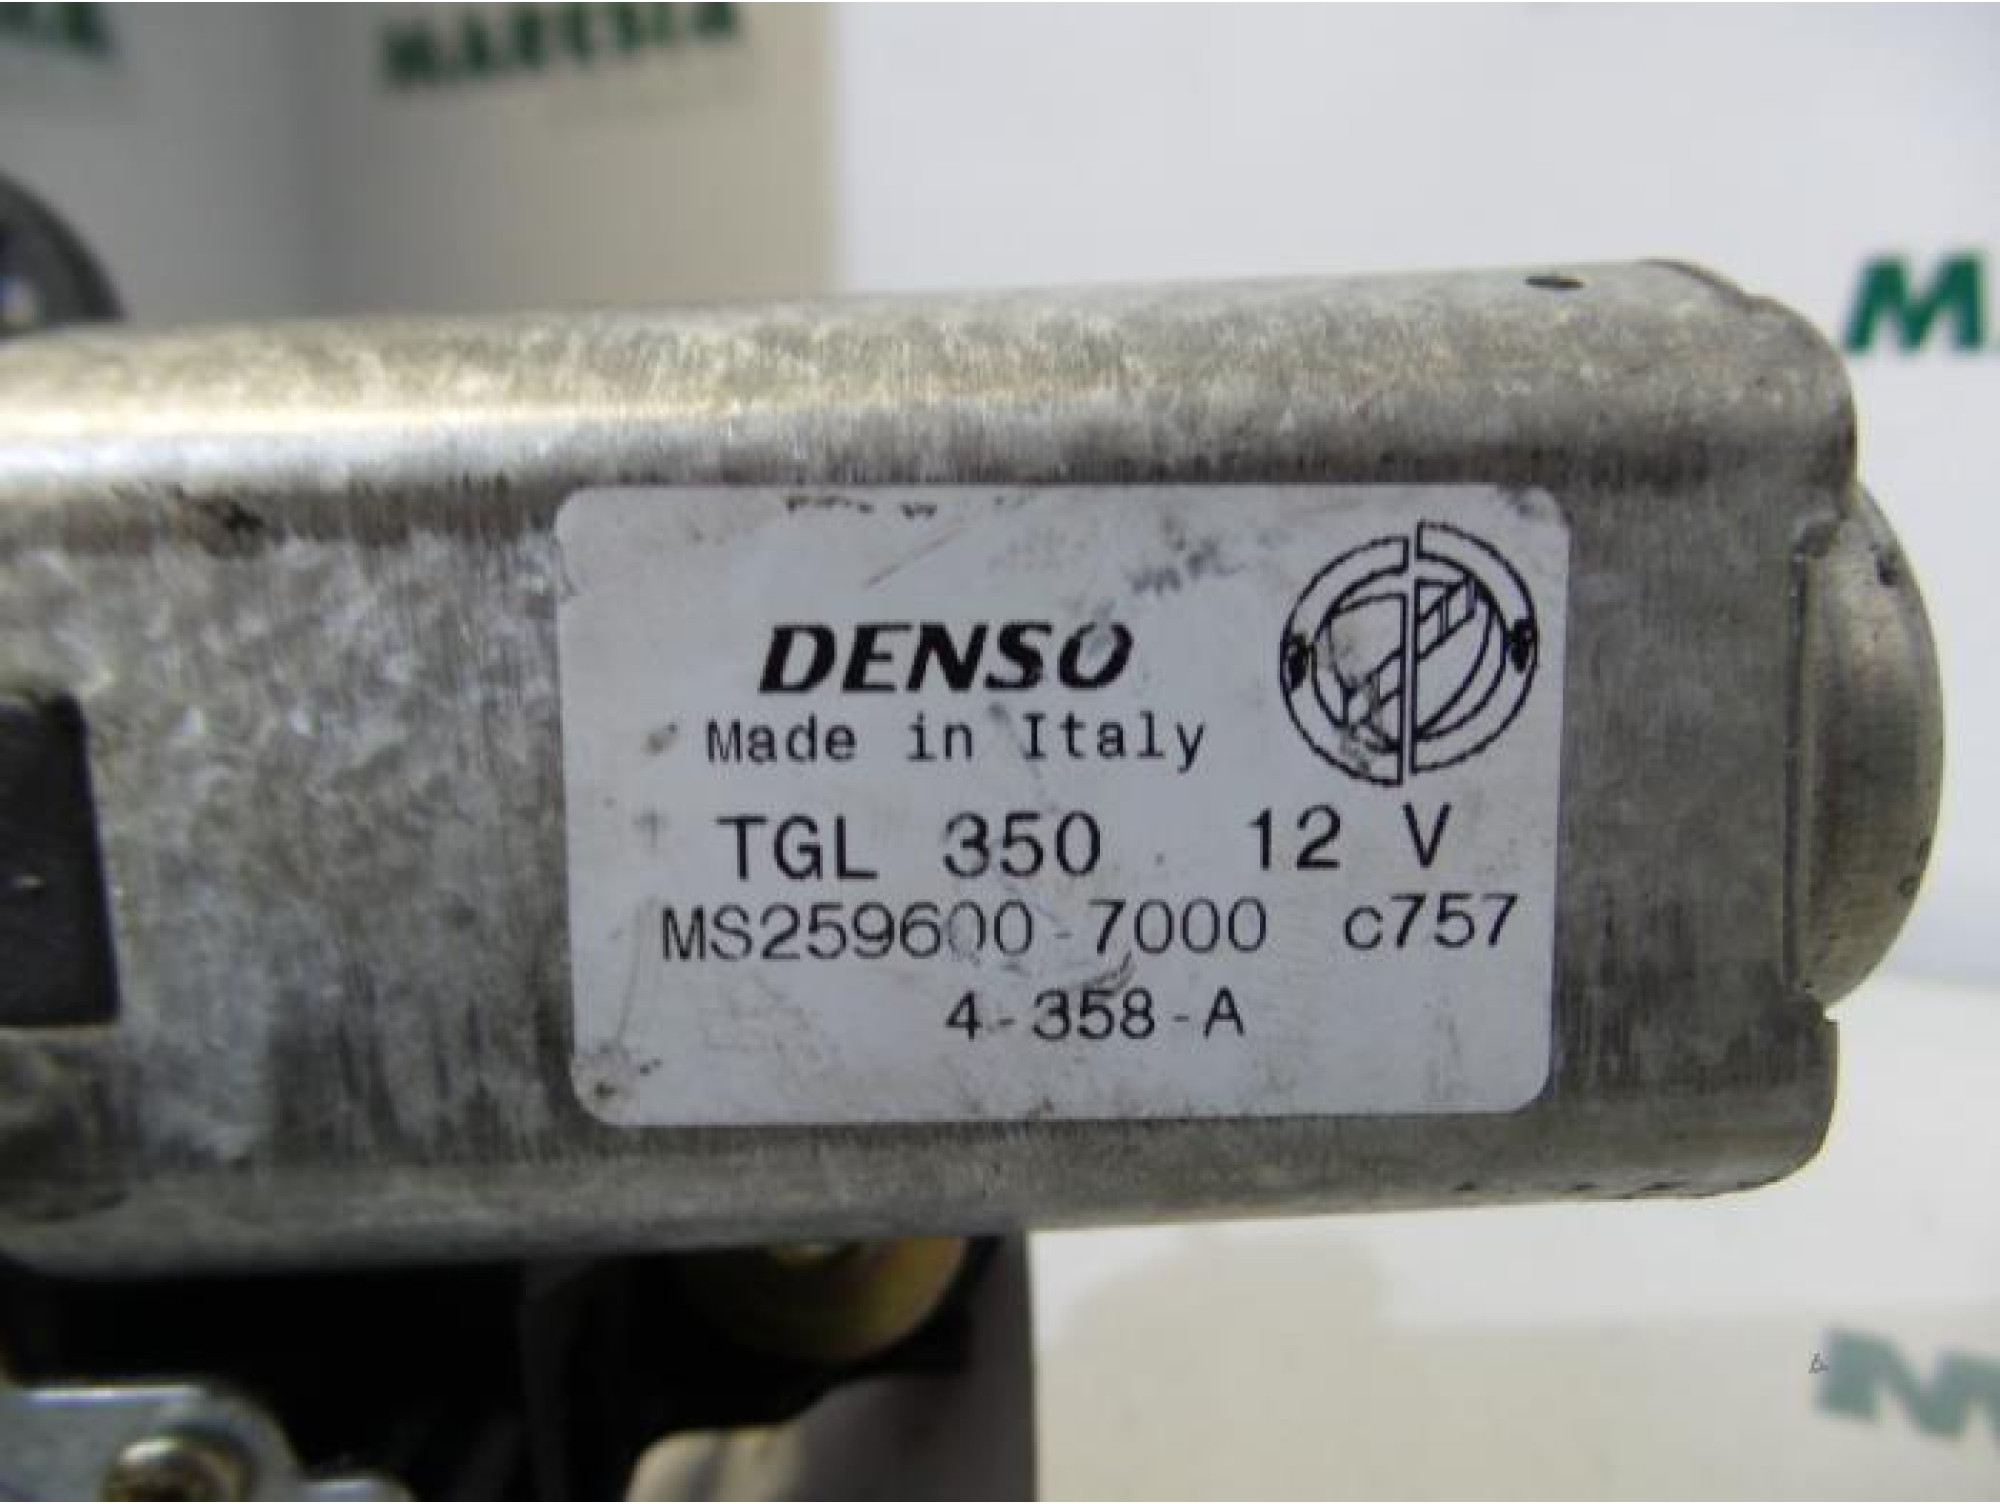 DENSO
Made in Italy
TGL 350 12 V
MS259600-7000 c757
4-358-A